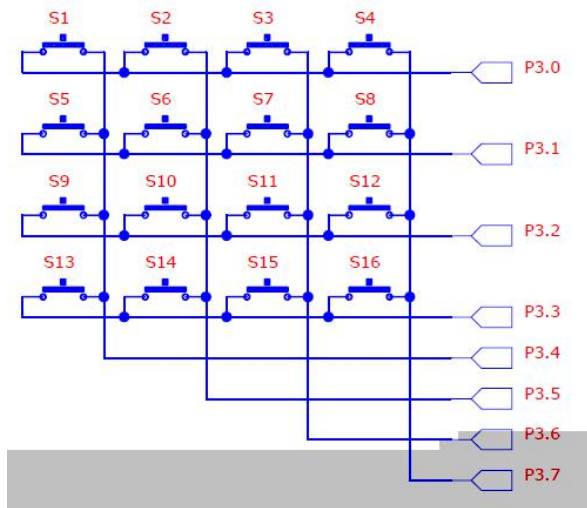 S1 S2 S3 S4
P3.0
S5 S6 S7 S8
P3.1
S9 S10 S11 S12
P3.2
S13 S14 S15 S16
P3.3
P3.4
P3.5
P3.6
P3.7